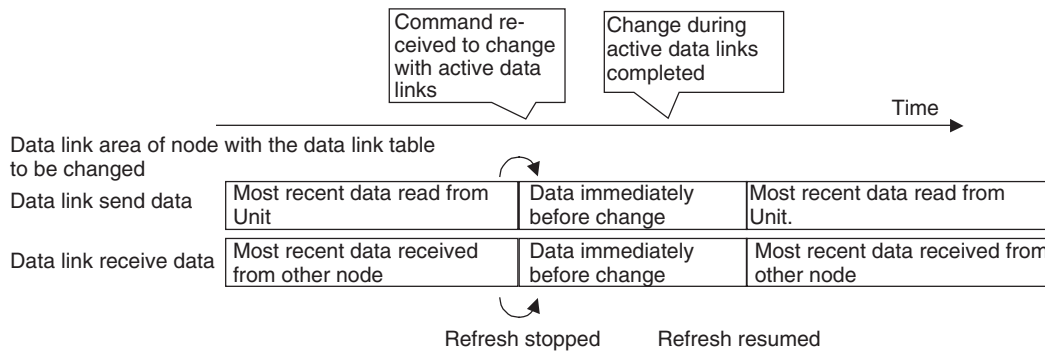 Command re-
ceived to change
with active data
links
Change during
active data links
completed
Time
Data link area of node with the data link table
to be changed
Data link send data
Most recent data read from
Unit
Data immediately
before change
Most recent data read from
Unit.
Data link receive data
Most recent data received
from other node
Data immediately
before change
Most recent data received from
other node
Refresh stopped
Refresh resumed